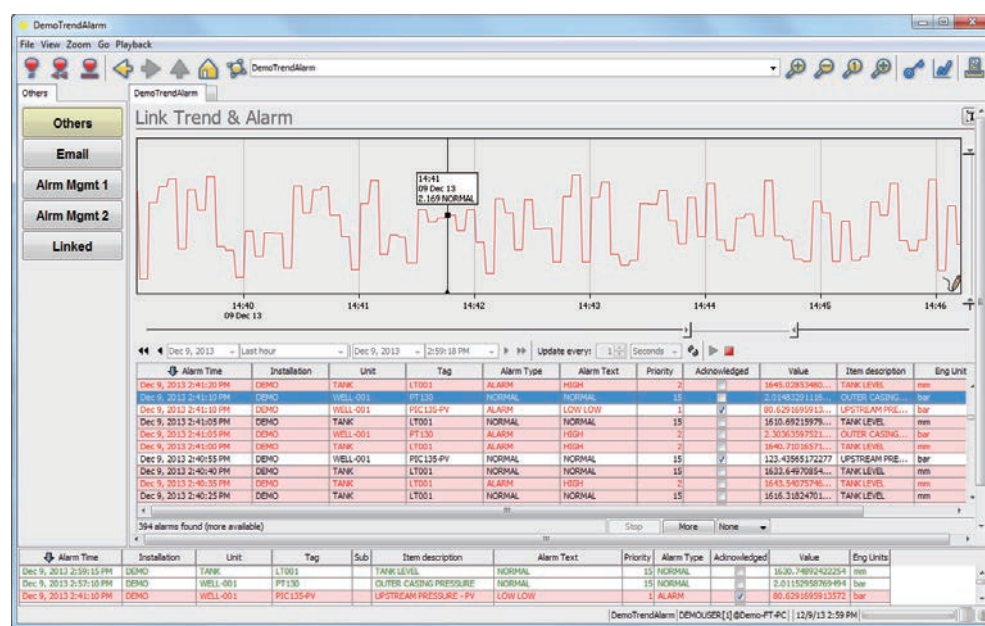 DemoTrendAlarm
File View Zoom Go Playback
DemoTrendAlarm
Others
DemoTrendAlarm
Others
Email
Alrm Mgmt 1
Alrm Mgmt 2
Linked
Link Trend & Alarm
14:41
09 Dec 13
2.169 NORMAL
14:40 14:41 14:42 14:43 14:44 14:45 14:46
09 Dec 13
Dec 9, 2013 Last hour Dec 9, 2013 2:59:18 PM Update every: 1 Seconds
Alarm Time Installation Unit Tag Alarm Type Alarm Text Priority Acknowledged Value Item description Eng Unit
Dec 9, 2013 2:41:20 PM DEMO TANK LT001 ALARM HIGH 2 1645.02853480... TANK LEVEL mm
Dec 9, 2013 2:41:10 PM DEMO WELL-001 PT130 NORMAL NORMAL 15 2.01483291116... OUTER CASING... bar
Dec 9, 2013 2:41:10 PM DEMO WELL-001 PIC135-PV ALARM LOW LOW 1 80.6291695913... UPSTREAM PRE... bar
Dec 9, 2013 2:41:05 PM DEMO TANK LT001 NORMAL NORMAL 15 1610.69215979... TANK LEVEL mm
Dec 9, 2013 2:41:05 PM DEMO WELL-001 PT130 ALARM HIGH 2 2.30363597521... OUTER CASING... bar
Dec 9, 2013 2:41:00 PM DEMO TANK LT001 ALARM HIGH 2 1640.71016571... TANK LEVEL mm
Dec 9, 2013 2:40:55 PM DEMO WELL-001 PIC135-PV NORMAL NORMAL 15 123.43565172277 UPSTREAM PRE... bar
Dec 9, 2013 2:40:40 PM DEMO TANK LT001 NORMAL NORMAL 15 1633.64970854... TANK LEVEL mm
Dec 9, 2013 2:40:35 PM DEMO TANK LT001 ALARM HIGH 2 1643.54075746... TANK LEVEL mm
Dec 9, 2013 2:40:25 PM DEMO TANK LT001 NORMAL NORMAL 15 1616.31824701... TANK LEVEL mm
394 alarms found (more available) Stop More None
Alarm Time Installation Unit Tag Sub Item description Alarm Text Priority Alarm Type Acknowledged Value Eng Units
Dec 9, 2013 2:59:15 PM DEMO TANK LT001 TANK LEVEL NORMAL 15 NORMAL 1630.74892422254 mm
Dec 9, 2013 2:57:10 PM DEMO WELL-001 PT130 OUTER CASING PRESSURE NORMAL 15 NORMAL 2.01152958769494 bar
Dec 9, 2013 2:41:10 PM DEMO WELL-001 PIC135-PV UPSTREAM PRESSURE - PV LOW LOW 1 ALARM 80.6291695913572 bar
DemoTrendAlarm DEMOUSER[1]@Demo-FT-PC 12/9/13 2:59 PM